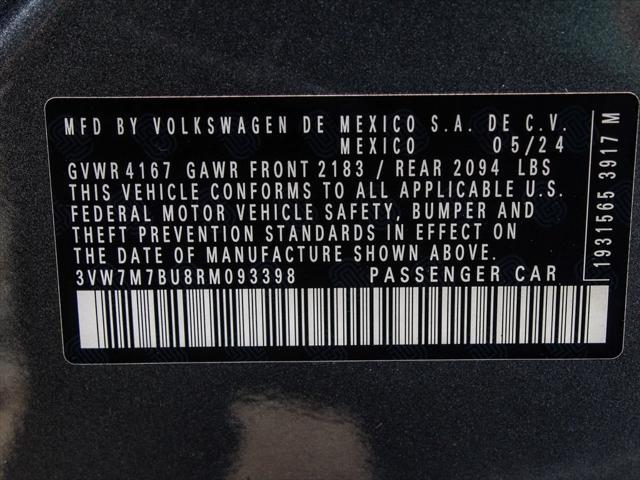 MFD BY VOLKSWAGEN DE MEXICO S.A. DE C.V.
MEXICO 05/24
GVWR 4167 GAWR FRONT 2183 / REAR 2094 LBS
THIS VEHICLE CONFORMS TO ALL APPLICABLE U.S.
FEDERAL MOTOR VEHICLE SAFETY, BUMPER AND
THEFT PREVENTION STANDARDS IN EFFECT ON
THE DATE OF MANUFACTURE SHOWN ABOVE.
3VW7M7BU8RM093398 PASSENGER CAR
1931565 3917 M